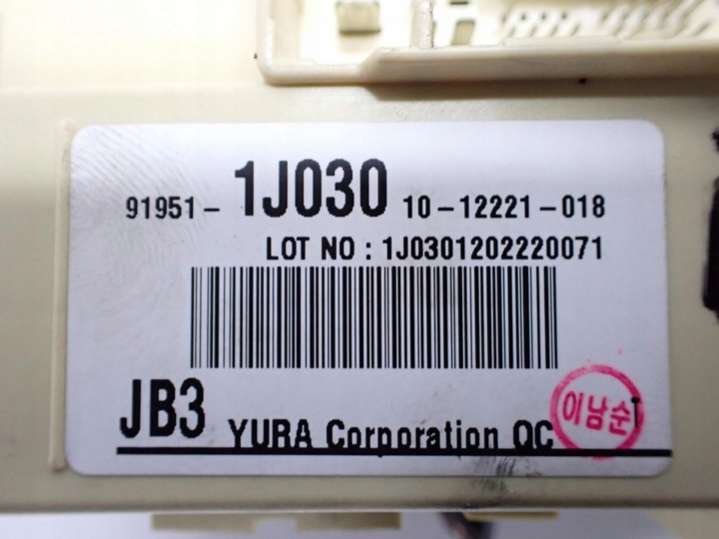 91951- 1J030 10-12221-018
LOT NO : 1J0301202220071
JB3 YURA Corporation QC T
이남순